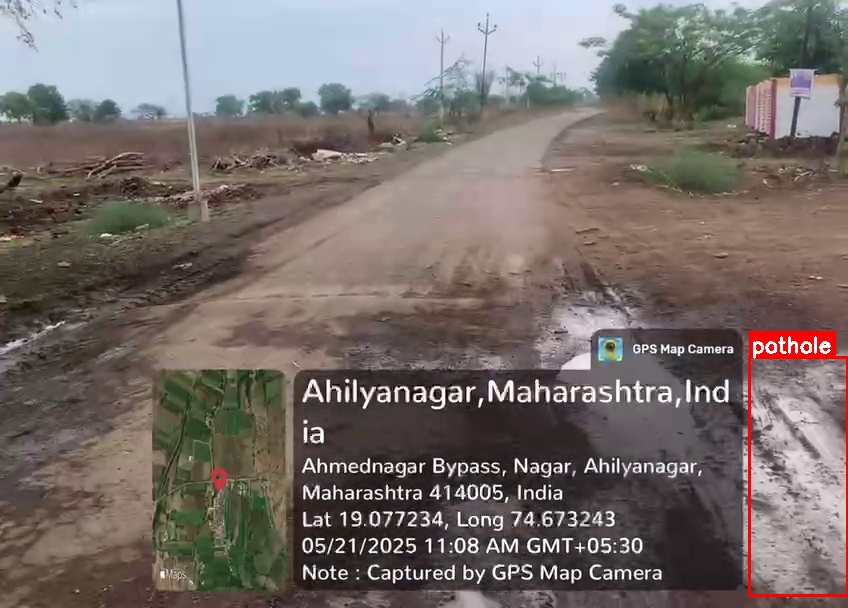 GPS Map Camera
pothole
Ahilyanagar,Maharashtra,Ind
ia
Ahmednagar Bypass, Nagar, Ahilyanagar,
Maharashtra 414005, India
Lat 19.077234, Long 74.673243
05/21/2025 11:08 AM GMT+05:30
Note : Captured by GPS Map Camera
Maps